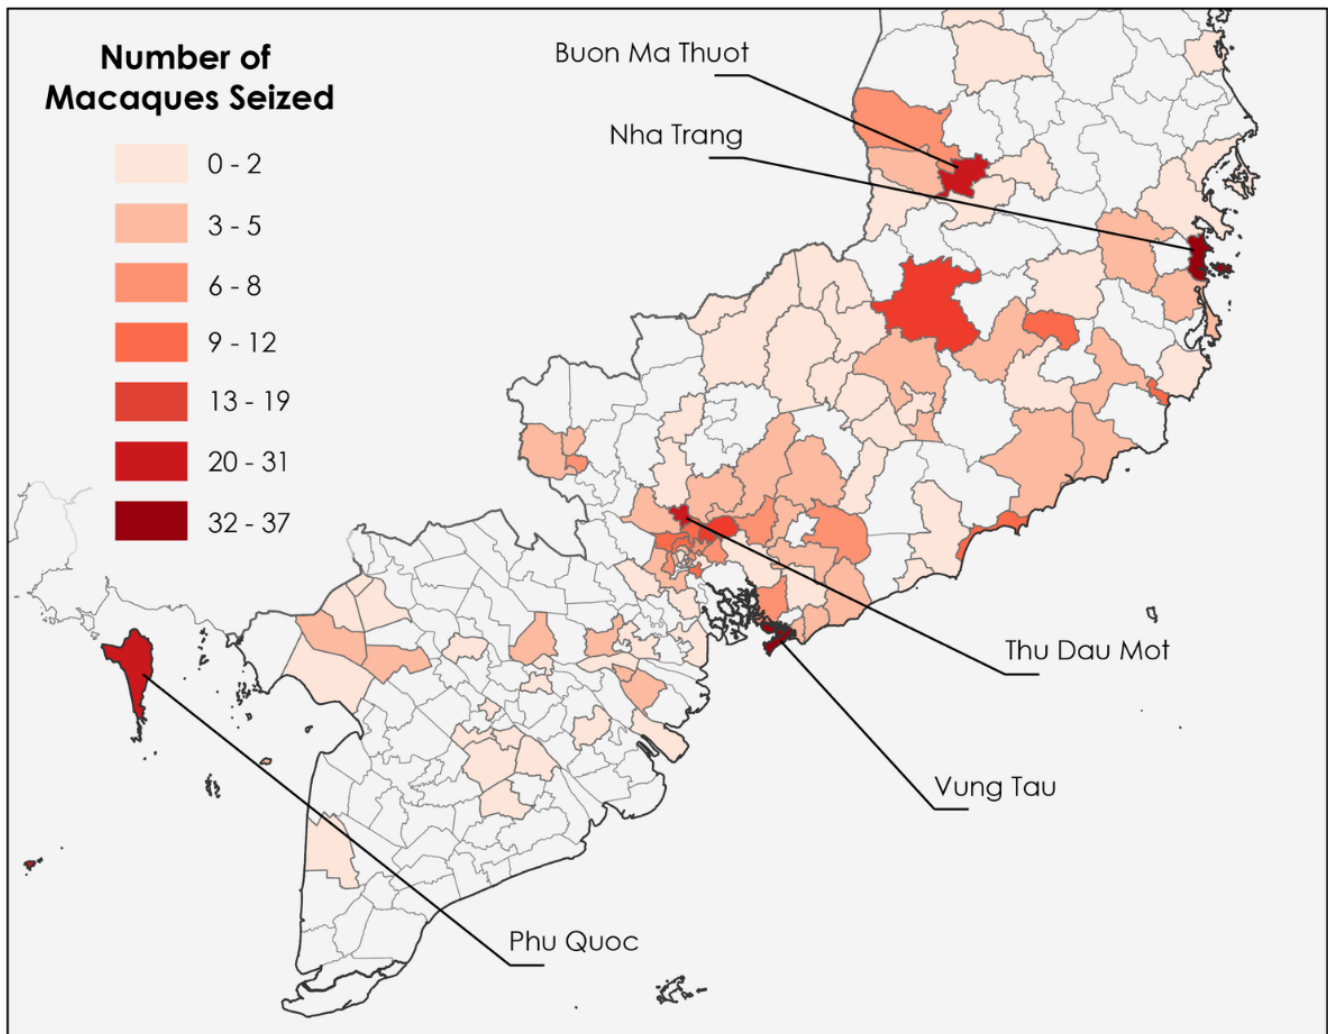 Number of
Macaques Seized
0 - 2
3 - 5
6 - 8
9 - 12
13 - 19
20 - 31
32 - 37
Buon Ma Thuot
Nha Trang
Thu Dau Mot
Vung Tau
Phu Quoc